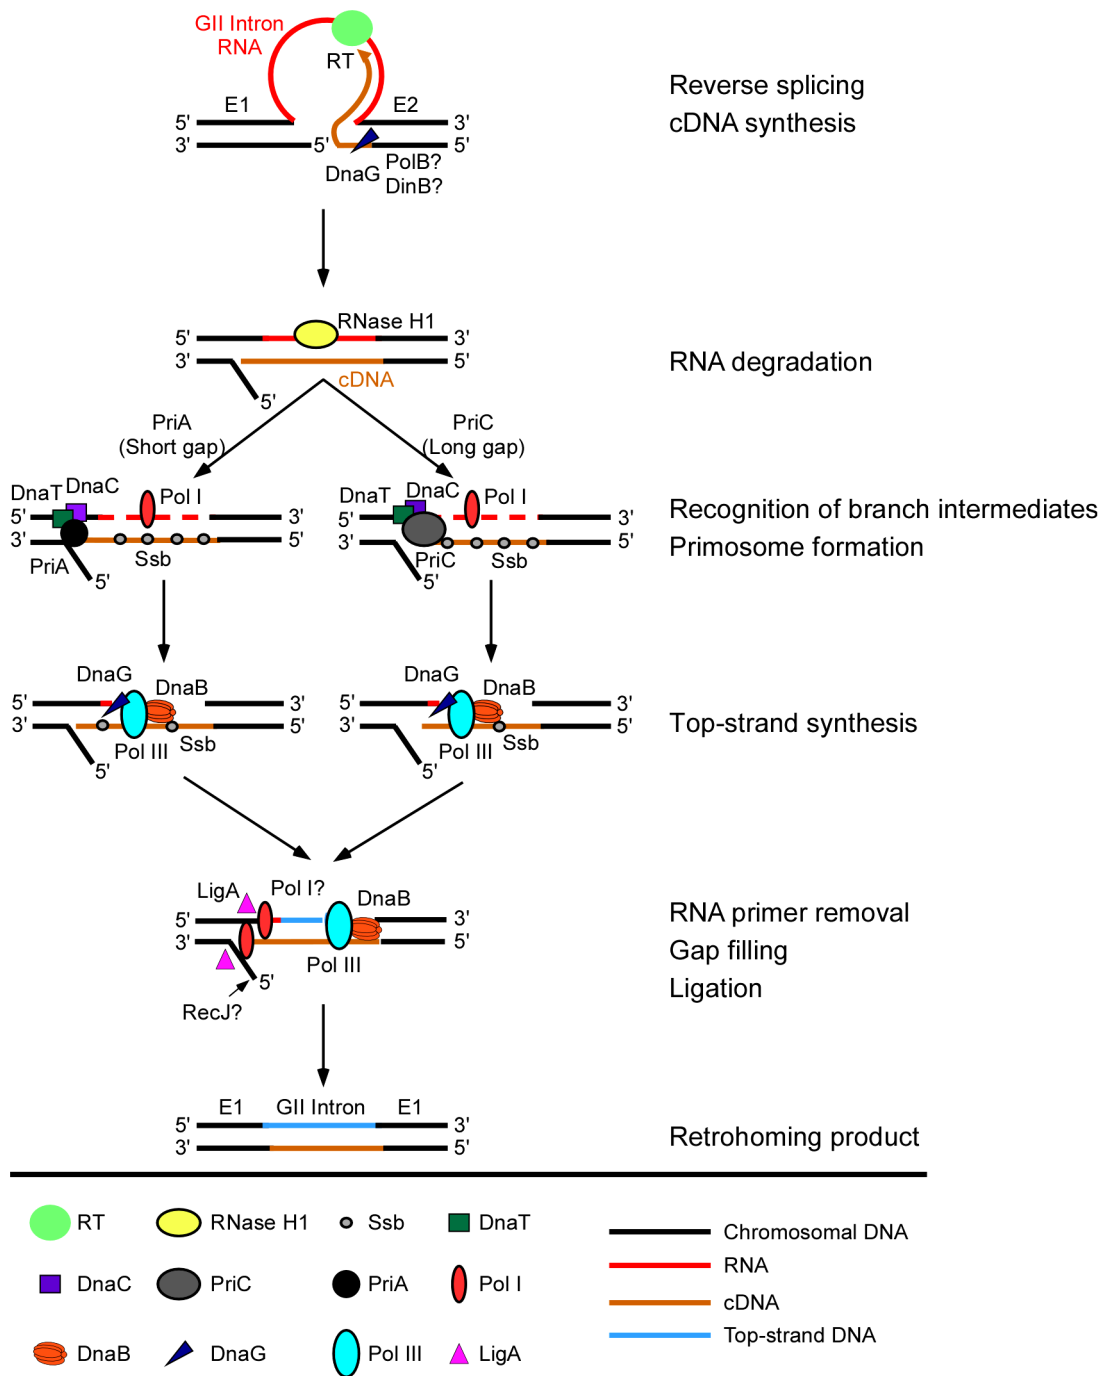 GII Intron
RNA
RT
E1
E2
5'
3'
3'
5'
5'
DnaG
PolB?
DinB?
Reverse splicing
cDNA synthesis
RNase H1
5'
3'
3'
5'
cDNA
5'
RNA degradation
PriA
(Short gap)
PriC
(Long gap)
DnaT
DnaC
Pol I
5'
3'
3'
5'
PriA
Ssb
5'
DnaT
DnaC
Pol I
5'
3'
3'
5'
PriC
Ssb
5'
Recognition of branch intermediates
Primosome formation
DnaG
DnaB
5'
3'
3'
5'
Pol III
Ssb
5'
DnaG
DnaB
5'
3'
3'
5'
Pol III
Ssb
5'
Top-strand synthesis
LigA
Pol I?
DnaB
5'
3'
3'
5'
Pol III
5'
RecJ?
RNA primer removal
Gap filling
Ligation
E1
GII Intron
E1
5'
3'
3'
5'
Retrohoming product
RT
RNase H1
Ssb
DnaT
DnaC
PriC
PriA
Pol I
DnaB
DnaG
Pol III
LigA
Chromosomal DNA
RNA
cDNA
Top-strand DNA